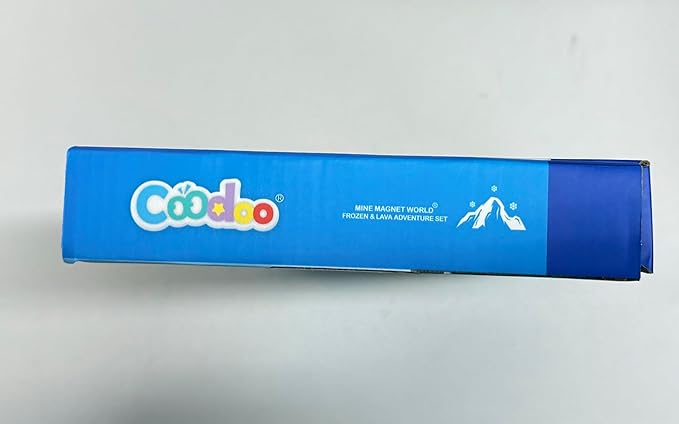 Coodoo®
MINE MAGNET WORLD®
FROZEN & LAVA ADVENTURE SET